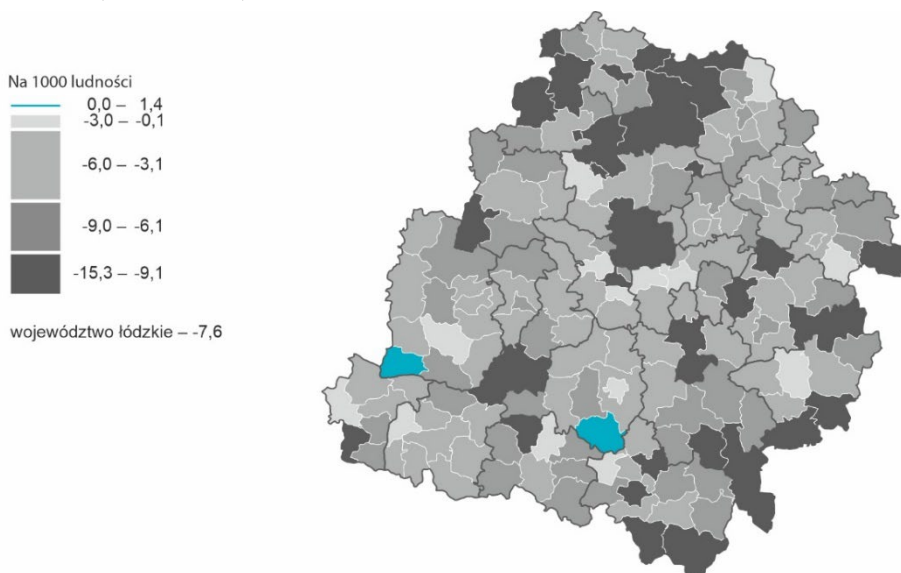 Na 1000 ludności
0,0 – 1,4
-3,0 – -0,1
-6,0 – -3,1
-9,0 – -6,1
-15,3 – -9,1
województwo łódzkie – -7,6